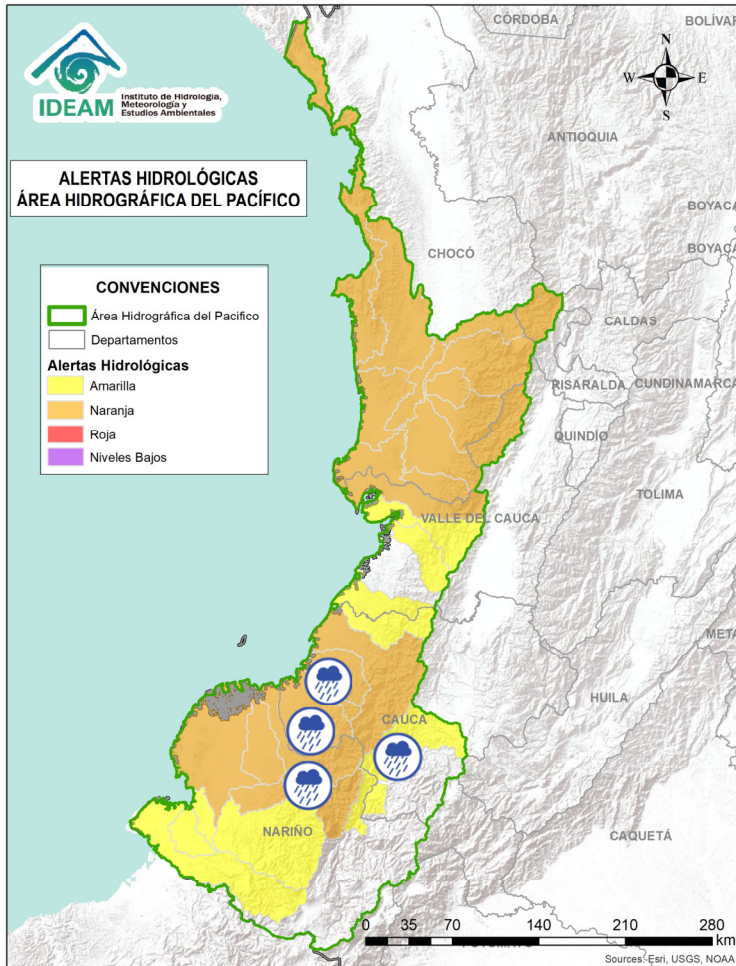 IDEAM
Instituto de Hidrología,
Meteorología y
Estudios Ambientales
ALERTAS HIDROLÓGICAS
ÁREA HIDROGRÁFICA DEL PACÍFICO
CONVENCIONES
Área Hidrográfica del Pacifico
Departamentos
Alertas Hidrológicas
Amarilla
Naranja
Roja
Niveles Bajos
N
W
E
S
CÓRDOBA
BOLÍVAR
ANTIOQUIA
BOYACÁ
BOYACÁ
CHOCÓ
CALDAS
RISARALDA
CUNDINAMARCA
QUINDÍO
TOLIMA
VALLE DEL CAUCA
META
HUILA
CAUCA
NARIÑO
CAQUETÁ
0 35 70 140 210 280
km
Sources: Esri, USGS, NOAA